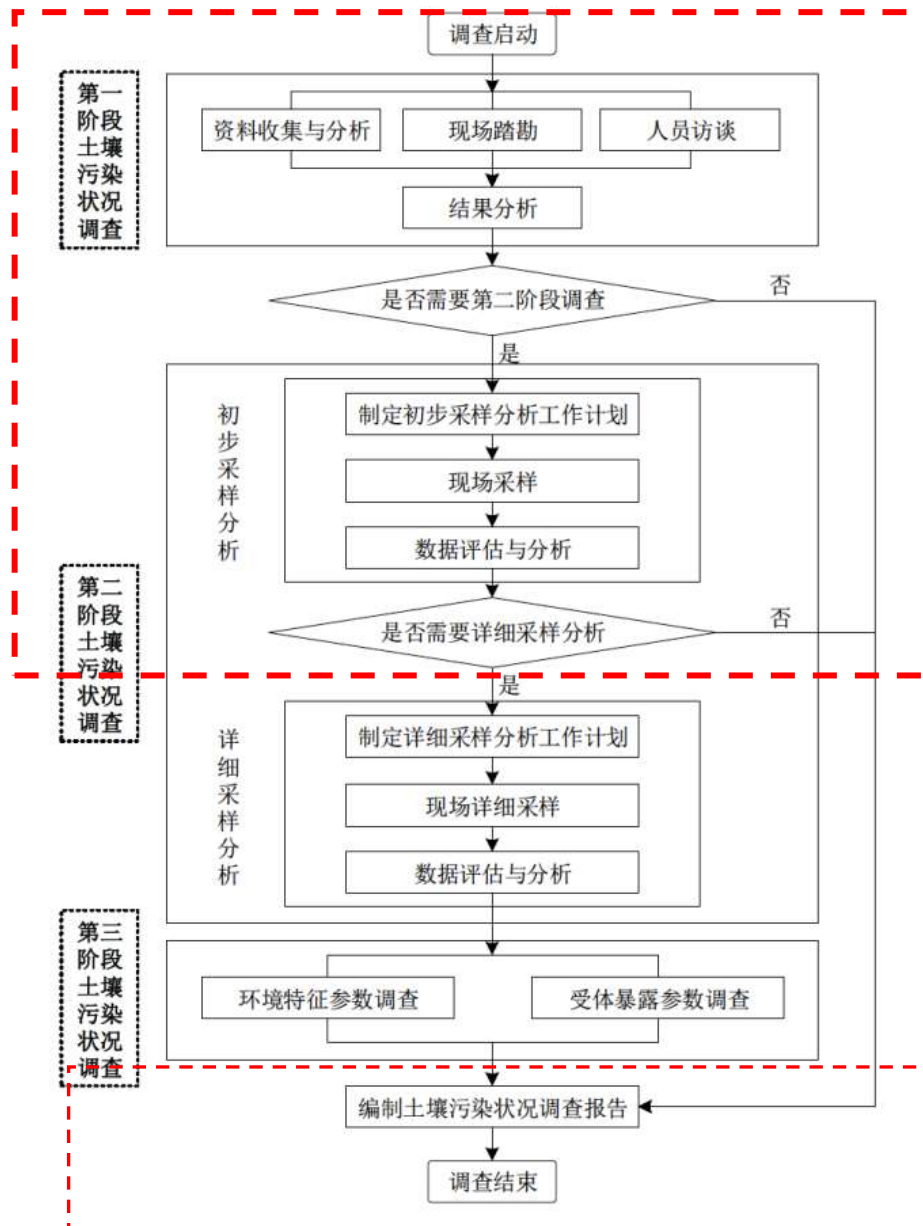 调查启动
第一
阶段
土壤
污染
状况
调查
资料收集与分析
现场踏勘
人员访谈
结果分析
是否需要第二阶段调查
否
是
初步采样分析
制定初步采样分析工作计划
现场采样
数据评估与分析
第二
阶段
土壤
污染
状况
调查
是否需要详细采样分析
否
是
详细采样分析
制定详细采样分析工作计划
现场详细采样
数据评估与分析
第三
阶段
土壤
污染
状况
调查
环境特征参数调查
受体暴露参数调查
编制土壤污染状况调查报告
调查结束